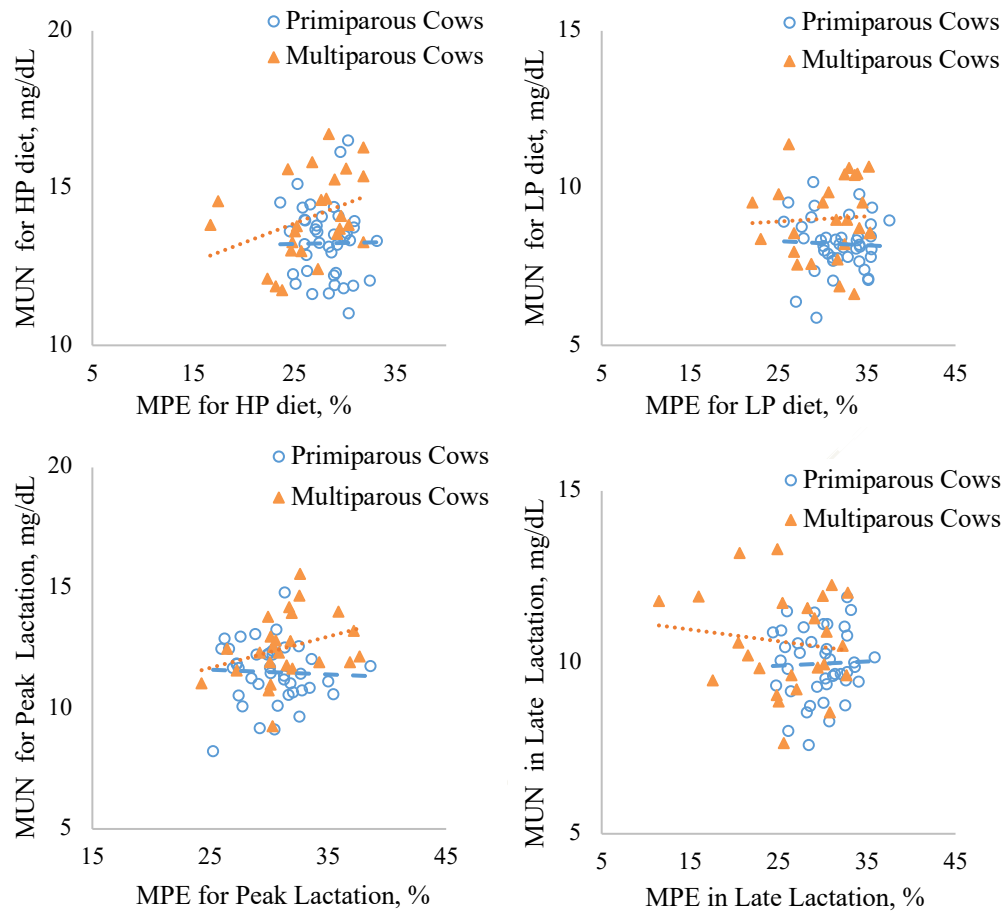 Primiparous Cows
Multiparous Cows
20
15
10
5
15
25
35
MUN for HP diet, mg/dL
MPE for HP diet, %
Primiparous Cows
Multiparous Cows
15
10
5
5
15
25
35
45
MUN for LP diet, mg/dL
MPE for LP diet, %
Primiparous Cows
Multiparous Cows
20
15
10
5
15
25
35
45
MUN for Peak Lactation, mg/dL
MPE for Peak Lactation, %
Primiparous Cows
Multiparous Cows
15
10
5
5
15
25
35
45
MUN in Late Lactation, mg/dL
MPE in Late Lactation, %